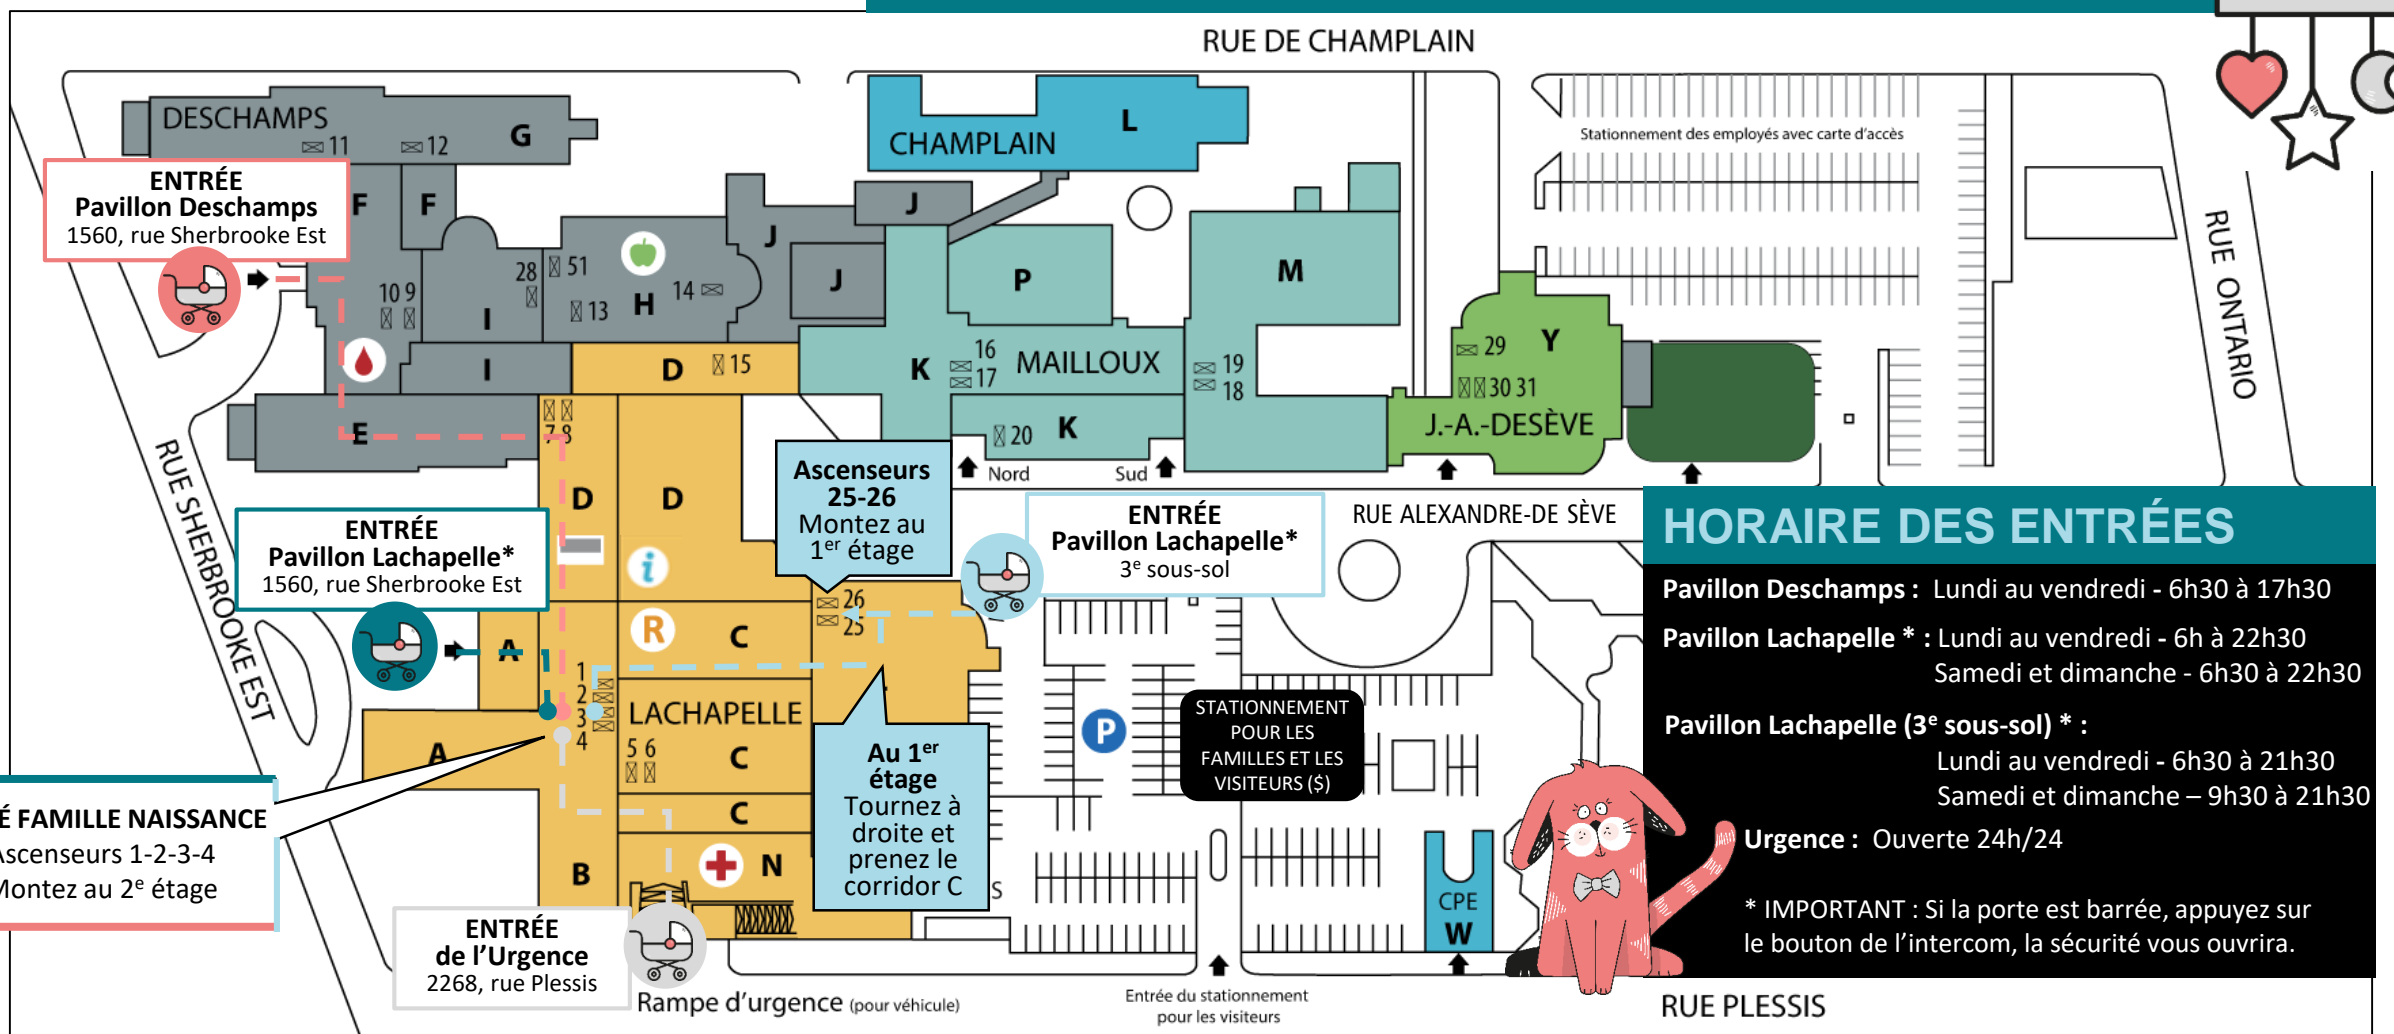 RUE DE CHAMPLAIN
DESCHAMPS
11
12
G
CHAMPLAIN
L
Stationnement des employés avec carte d'accès
ENTRÉE
Pavillon Deschamps
1560, rue Sherbrooke Est
F
F
J
J
J
RUE ONTARIO
28
51
13
H
14
10 9
I
P
M
I
D
15
K
16
17
MAILLOUX
19
18
29
Y
30 31
J.-A.-DESÈVE
E
7 8
20
K
Nord
Sud
RUE SHERBROOKE EST
D
D
Ascenseurs
25-26
Montez au
1er étage
ENTRÉE
Pavillon Lachapelle*
3e sous-sol
RUE ALEXANDRE-DE SÈVE
ENTRÉE
Pavillon Lachapelle*
1560, rue Sherbrooke Est
i
26
25
R
C
A
1
2
3
4
LACHAPELLE
5 6
C
A
C
B
N
P
STATIONNEMENT
POUR LES
FAMILLES ET LES
VISITEURS ($)
Au 1er
étage
Tournez à
droite et
prenez le
corridor C
S
É FAMILLE NAISSANCE
Ascenseurs 1-2-3-4
Montez au 2e étage
ENTRÉE
de l'Urgence
2268, rue Plessis
CPE
W
Rampe d'urgence (pour véhicule)
Entrée du stationnement
pour les visiteurs
RUE PLESSIS
HORAIRE DES ENTRÉES
Pavillon Deschamps : Lundi au vendredi - 6h30 à 17h30
Pavillon Lachapelle * : Lundi au vendredi - 6h à 22h30
Samedi et dimanche - 6h30 à 22h30
Pavillon Lachapelle (3e sous-sol) * :
Lundi au vendredi - 6h30 à 21h30
Samedi et dimanche – 9h30 à 21h30
Urgence : Ouverte 24h/24
* IMPORTANT : Si la porte est barrée, appuyez sur
le bouton de l'intercom, la sécurité vous ouvrira.